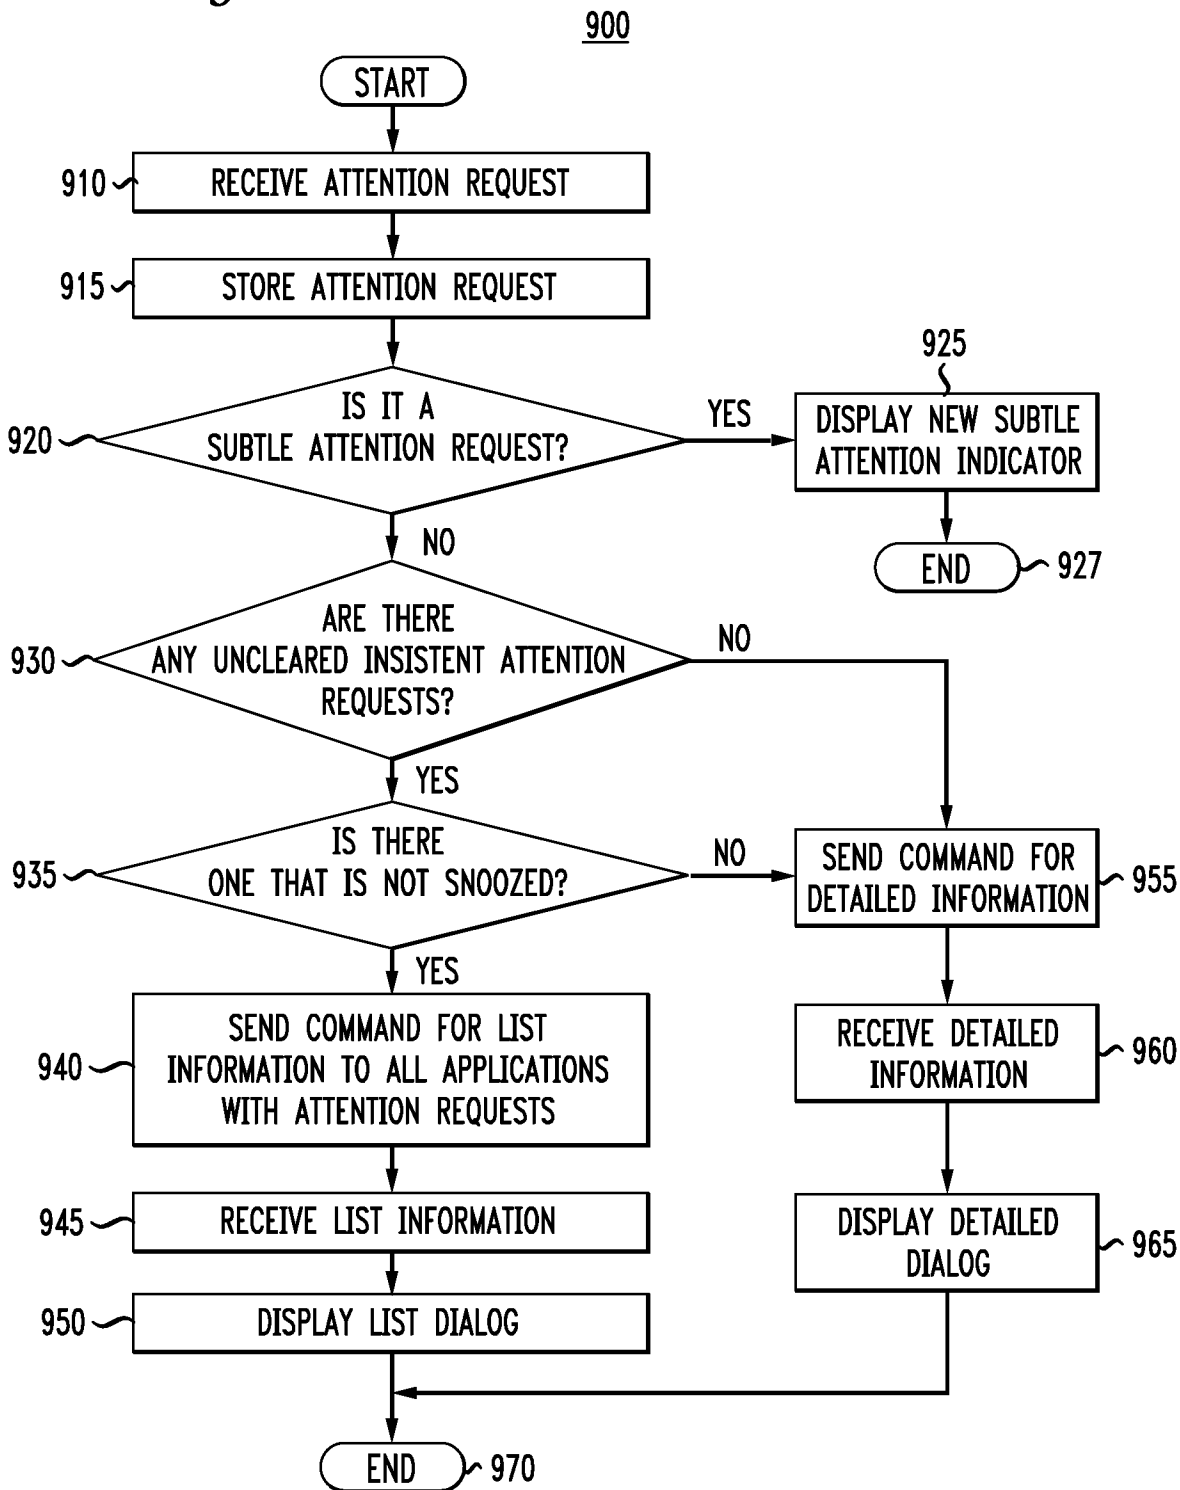 900
START
910
RECEIVE ATTENTION REQUEST
915
STORE ATTENTION REQUEST
920
IS IT A
SUBTLE ATTENTION REQUEST?
YES
925
DISPLAY NEW SUBTLE
ATTENTION INDICATOR
END
927
NO
930
ARE THERE
ANY UNCLEARED INSISTENT ATTENTION
REQUESTS?
NO
YES
935
IS THERE
ONE THAT IS NOT SNOOZED?
NO
SEND COMMAND FOR
DETAILED INFORMATION
955
YES
940
SEND COMMAND FOR LIST
INFORMATION TO ALL APPLICATIONS
WITH ATTENTION REQUESTS
RECEIVE DETAILED
INFORMATION
960
945
RECEIVE LIST INFORMATION
DISPLAY DETAILED
DIALOG
965
950
DISPLAY LIST DIALOG
END
970